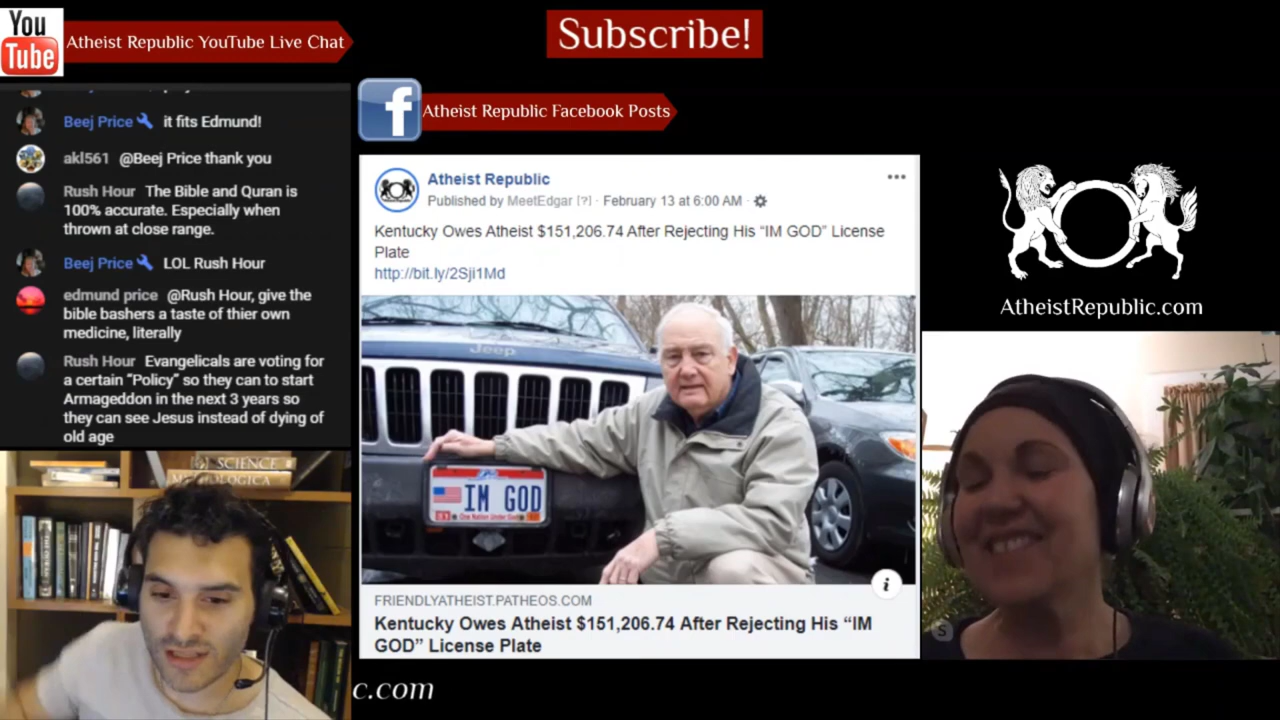 You
Tube
Atheist Republic YouTube Live Chat
Subscribe!
Beej Price it fits Edmund!
akl561 @Beej Price thank you
Rush Hour The Bible and Quran is
100% accurate. Especially when
thrown at close range.
Beej Price LOL Rush Hour
edmund price @Rush Hour, give the
bible bashers a taste of thier own
medicine, literally
Rush Hour Evangelicals are voting for
a certain "Policy" so they can to start
Armageddon in the next 3 years so
they can see Jesus instead of dying of
old age
f
Atheist Republic Facebook Posts
Atheist Republic
Published by MeetEdgar [?] · February 13 at 6:00 AM ·
Kentucky Owes Atheist $151,206.74 After Rejecting His “IM GOD” License
Plate
http://bit.ly/2Sji1Md
Jeep
IM GOD
One Nation Under God
i
FRIENDLYATHEIST.PATHEOS.COM
Kentucky Owes Atheist $151,206.74 After Rejecting His “IM
GOD” License Plate
AtheistRepublic.com
SCIENCE
S
c.com